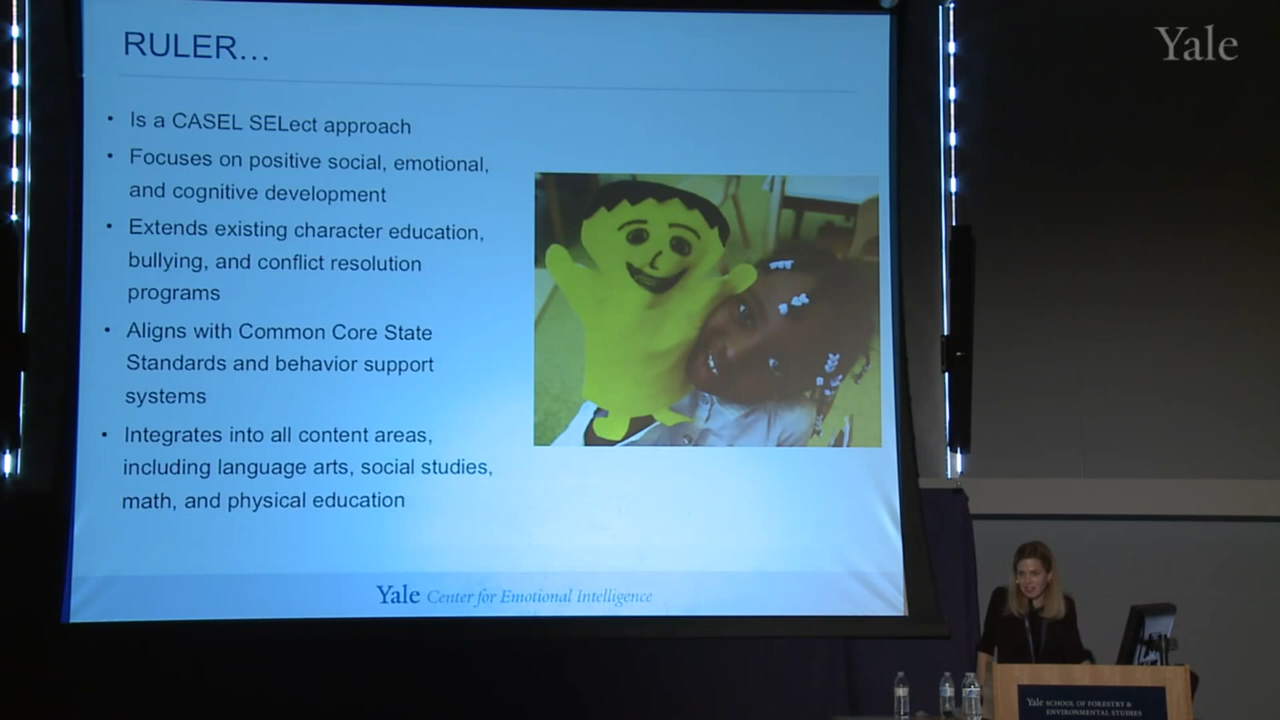 RULER...
Yale
• Is a CASEL SELect approach
• Focuses on positive social, emotional,
and cognitive development
• Extends existing character education,
bullying, and conflict resolution
programs
• Aligns with Common Core State
Standards and behavior support
systems
• Integrates into all content areas,
including language arts, social studies,
math, and physical education
Yale Center for Emotional Intelligence
Yale SCHOOL OF FORESTRY &
ENVIRONMENTAL STUDIES